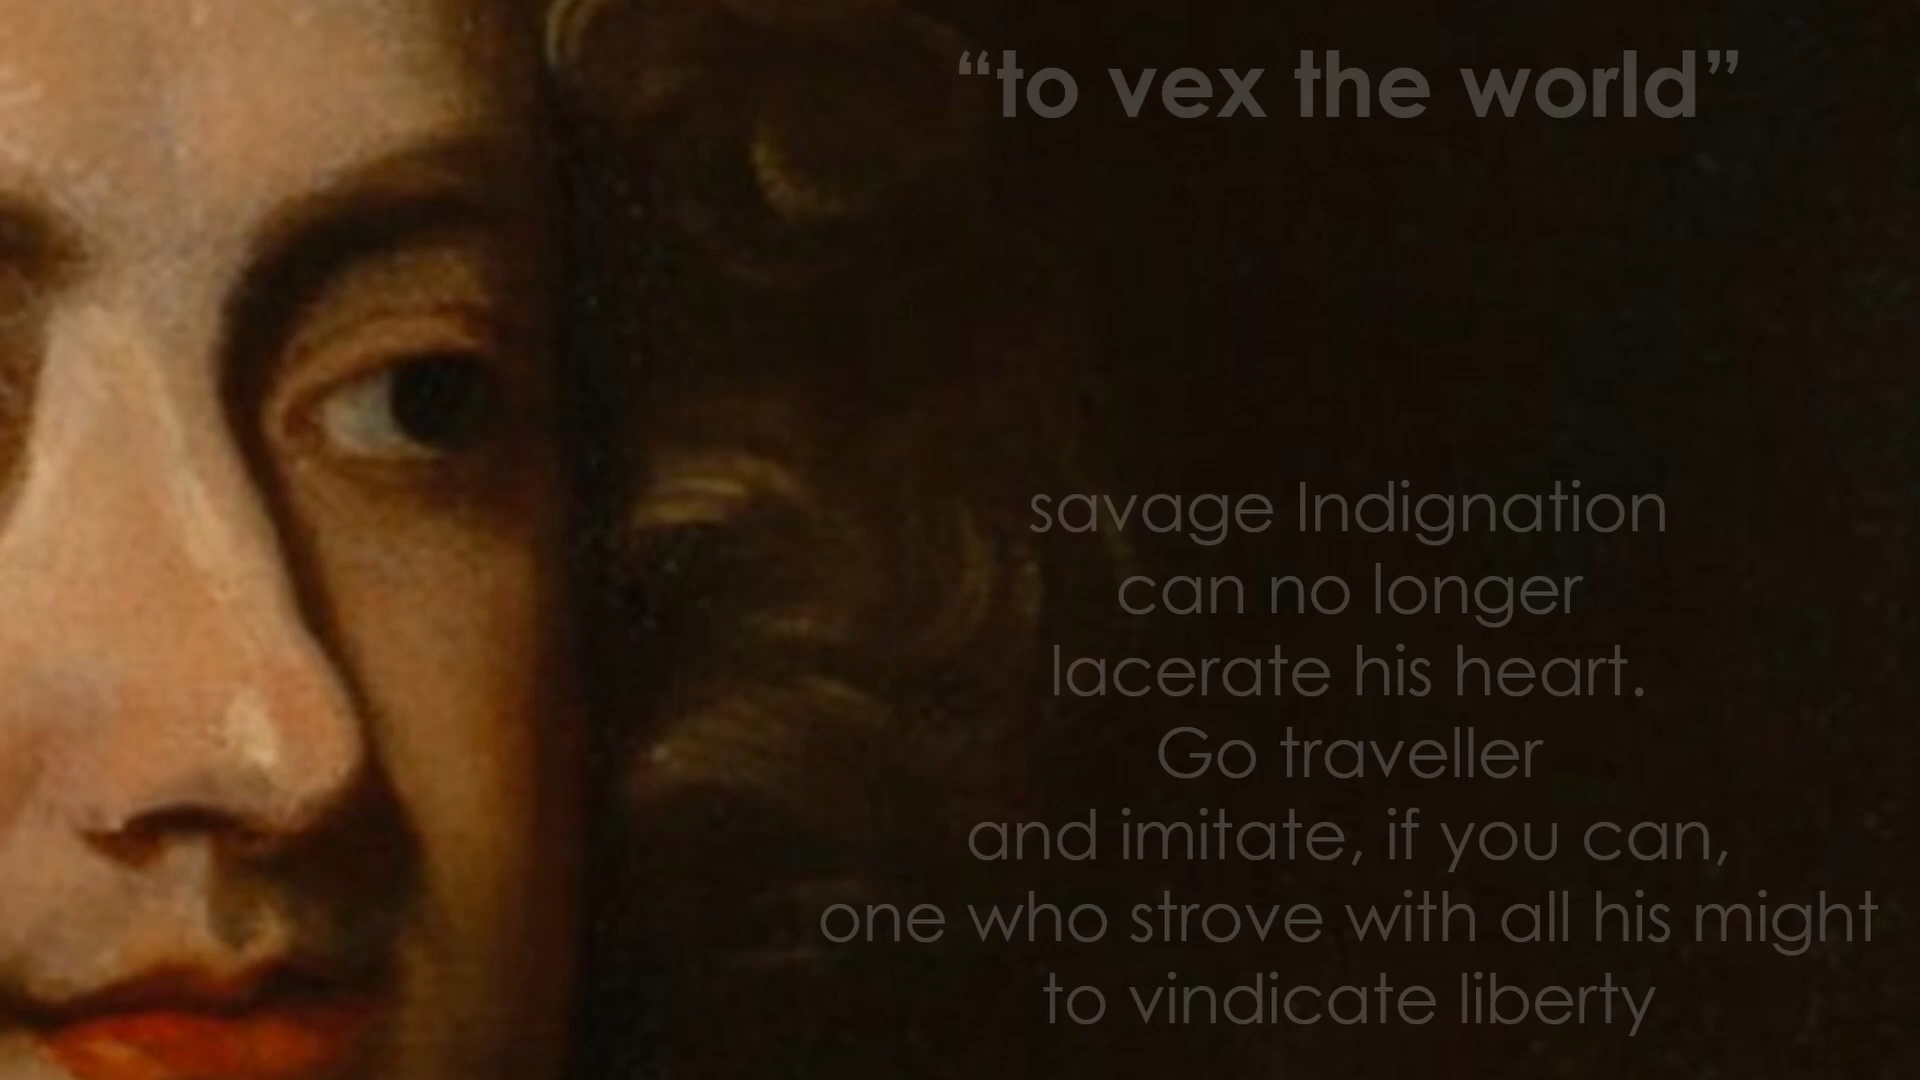 “to vex the world”
savage Indignation
can no longer
lacerate his heart.
Go traveller
and imitate, if you can,
one who strove with all his might
to vindicate liberty